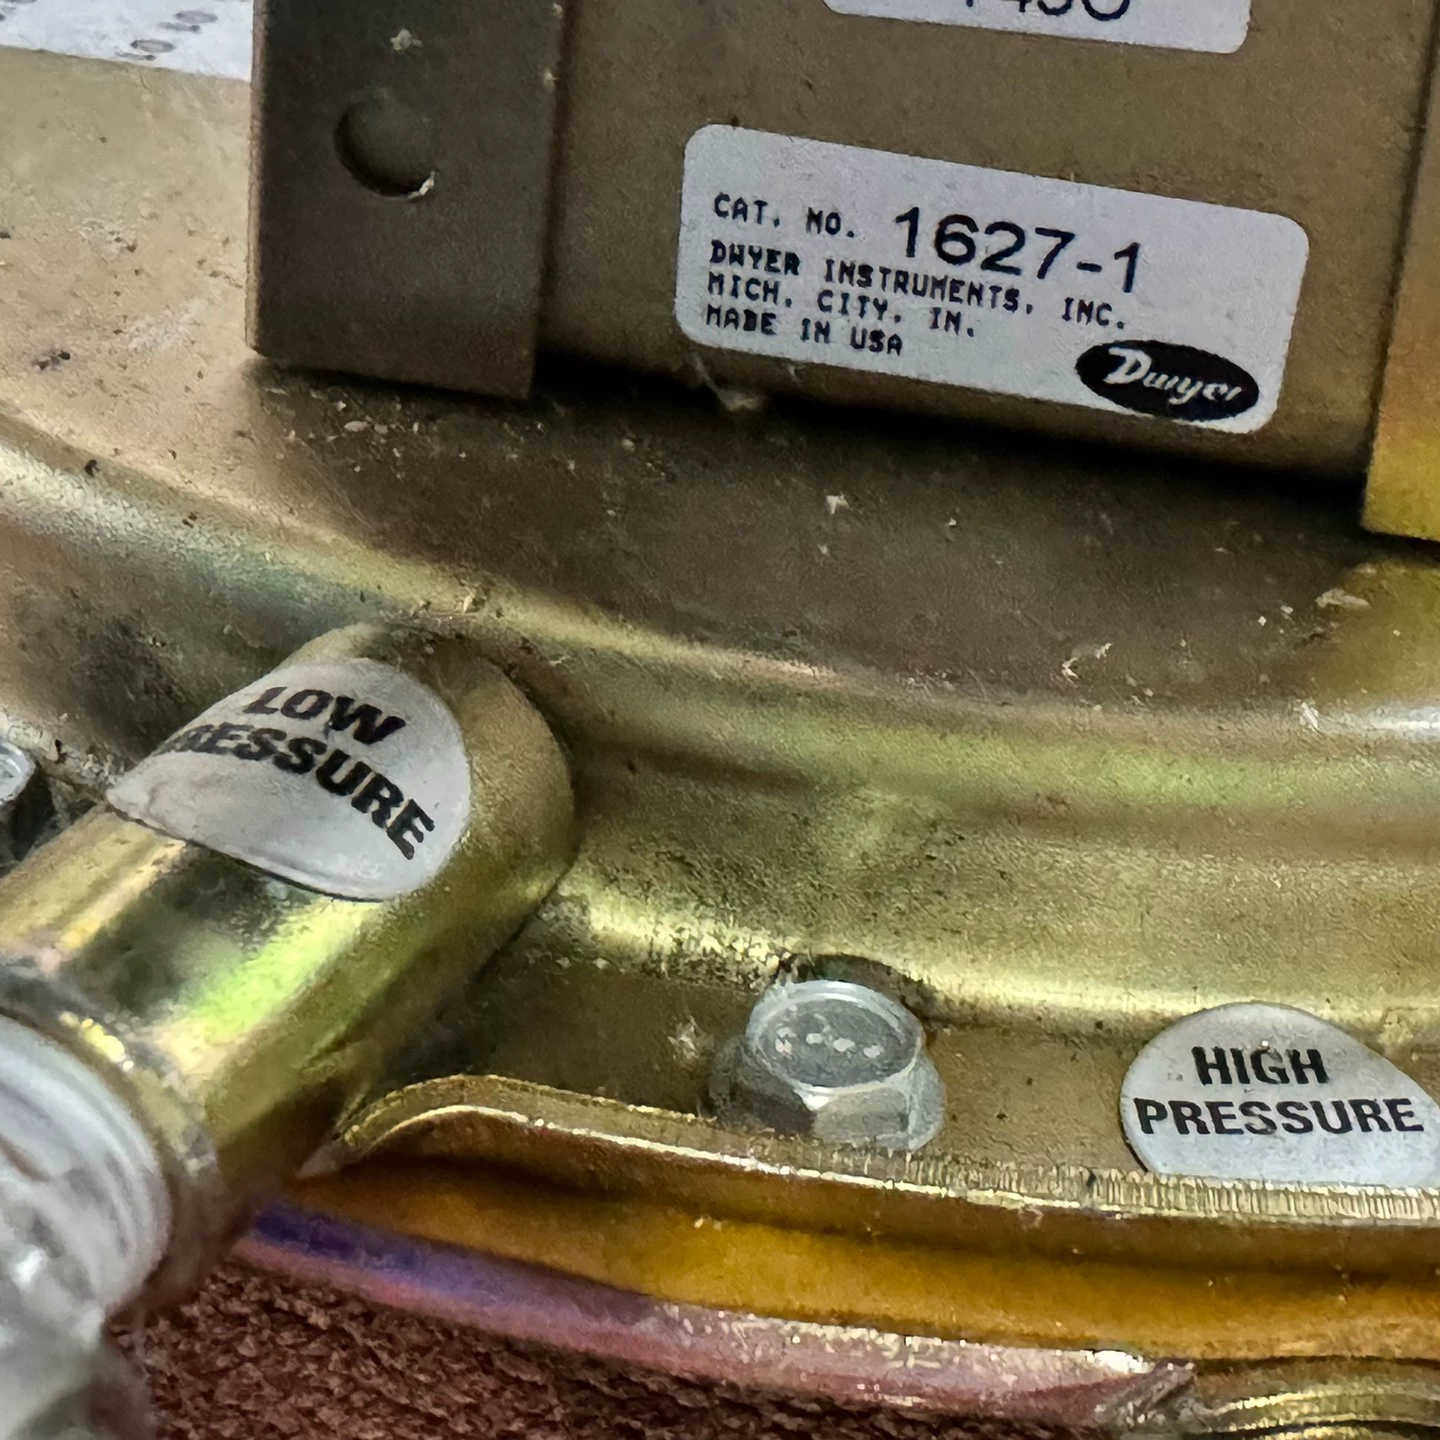 CAT. NO. 1627-1
DWYER INSTRUMENTS, INC.
MICH. CITY, IN.
MADE IN USA
Dwyer
LOW
PRESSURE
HIGH
PRESSURE